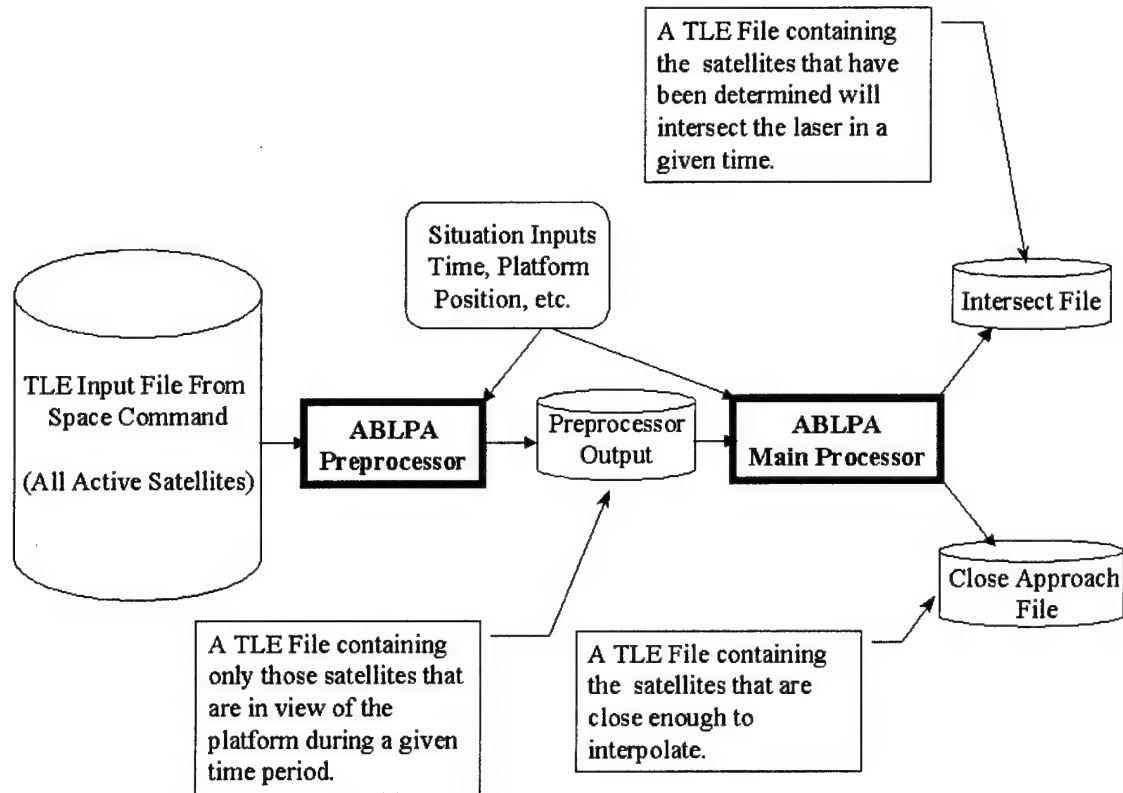 A TLE File containing
the satellites that have
been determined will
intersect the laser in a
given time.
Situation Inputs
Time, Platform
Position, etc.
Intersect File
TLE Input File From
Space Command
(All Active Satellites)
ABLPA
Preprocessor
Preprocessor
Output
ABLPA
Main Processor
Close Approach
File
A TLE File containing
only those satellites that
are in view of the
platform during a given
time period.
A TLE File containing
the satellites that are
close enough to
interpolate.